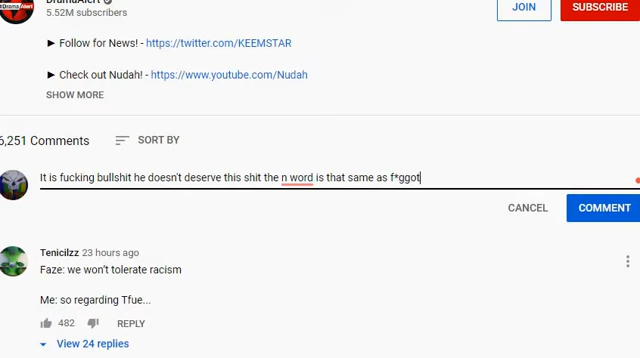 DramaAlert
5.52M subscribers
JOIN
SUBSCRIBE
► Follow for News! - https://twitter.com/KEEMSTAR
► Check out Nudah! - https://www.youtube.com/Nudah
SHOW MORE
6,251 Comments
SORT BY
It is fucking bullshit he doesn't deserve this shit the n word is that same as f*ggot
CANCEL
COMMENT
Tenicilzz 23 hours ago
Faze: we won't tolerate racism
Me: so regarding Tfue...
482
REPLY
View 24 replies